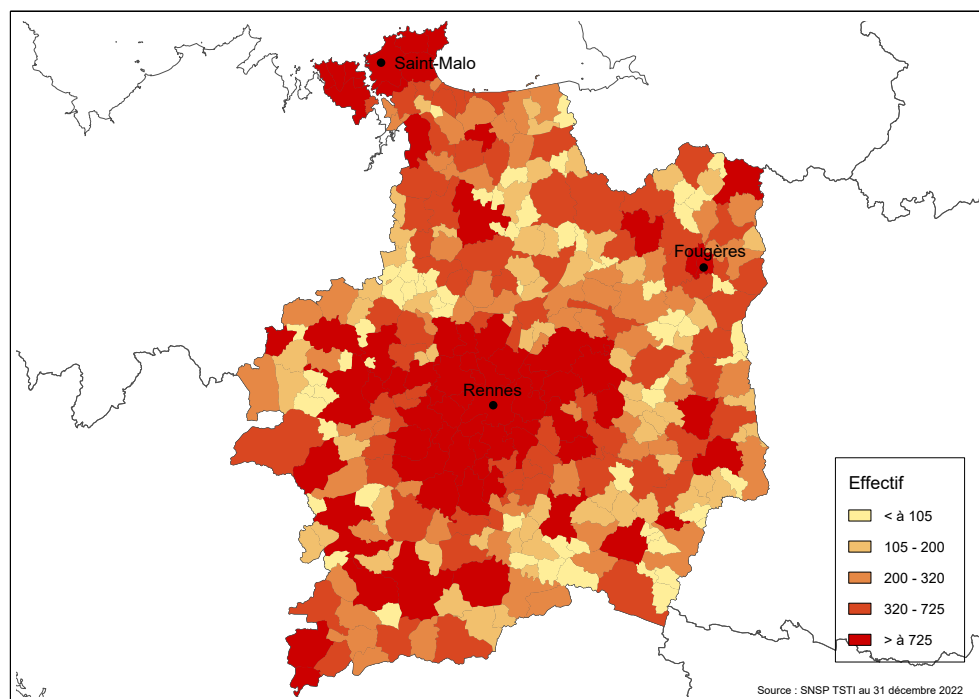 Saint-Malo
Fougères
Rennes
Effectif
< à 105
105 - 200
200 - 320
320 - 725
> à 725
Source : SNSP TSTI au 31 décembre 2022